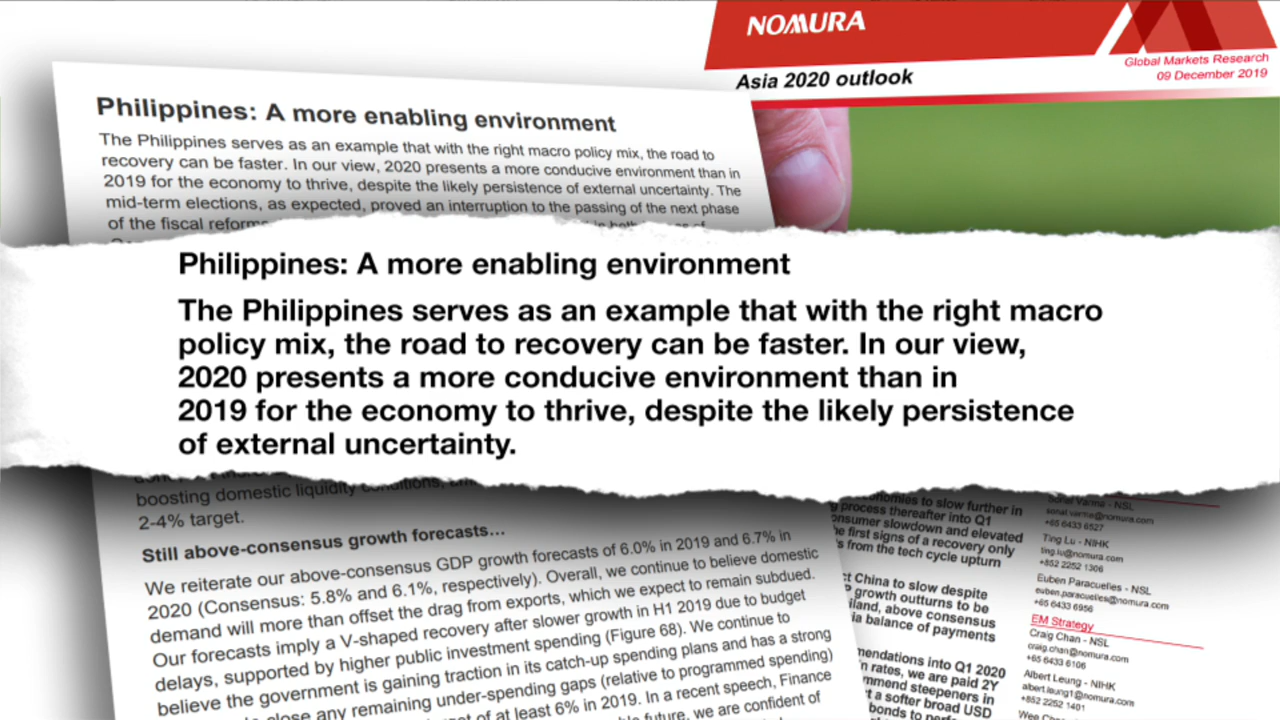 NOMURA
Global Markets Research
09 December 2019
Asia 2020 outlook
Philippines: A more enabling environment
The Philippines serves as an example that with the right macro policy mix, the road to
recovery can be faster. In our view, 2020 presents a more conducive environment than in
2019 for the economy to thrive, despite the likely persistence of external uncertainty. The
mid-term elections, as expected, proved an interruption to the passing of the next phase
of the fiscal reforms
Philippines: A more enabling environment
The Philippines serves as an example that with the right macro
policy mix, the road to recovery can be faster. In our view,
2020 presents a more conducive environment than in
2019 for the economy to thrive, despite the likely persistence
of external uncertainty.
boosting domestic liquidity conditions,
2-4% target.
Still above-consensus growth forecasts...
We reiterate our above-consensus GDP growth forecasts of 6.0% in 2019 and 6.7% in
2020 (Consensus: 5.8% and 6.1%, respectively). Overall, we continue to believe domestic
demand will more than offset the drag from exports, which we expect to remain subdued.
Our forecasts imply a V-shaped recovery after slower growth in H1 2019 due to budget
delays, supported by higher public investment spending (Figure 68). We continue to
believe the government is gaining traction in its catch-up spending plans and has a strong
close any remaining under-spending gaps (relative to programmed spending)
of at least 6% in 2019. In a recent speech, Finance
future, we are confident of
to slow further in
process thereafter into Q1
consumer slowdown and elevated
first signs of a recovery only
from the tech cycle upturn
China to slow despite
growth outturns to be
above consensus
balance of payments
into Q1 2020
rates, we are paid 2Y
steepeners in
a softer broad USD
bonds to
Sonal Varma - NSL
sonal.varma@nomura.com
+65 6433 6527
Ting Lu - NIHK
ting.lu@nomura.com
+852 2252 1306
Euben Paracuelles - NSL
euben.paracuelles@nomura.com
+65 6433 6956
EM Strategy
Craig Chan - NSL
craig.chan@nomura.com
+65 6433 6106
Albert Leung - NIHK
albert.leung1@nomura.com
+852 2252 1401